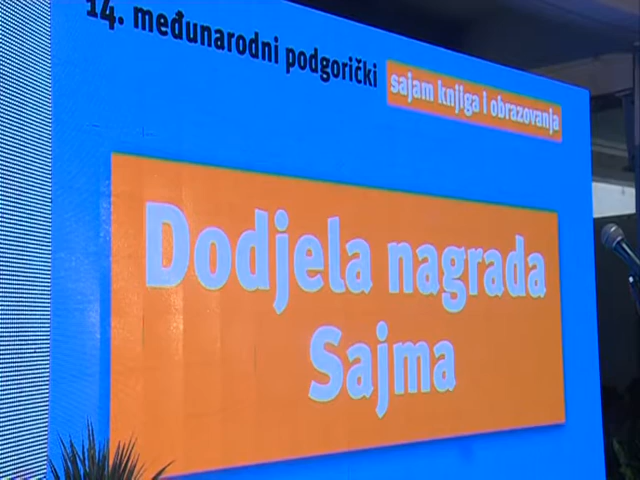 14. međunarodni podgorički
sajam knjiga i obrazovanja
Dodjela nagrada
Sajma